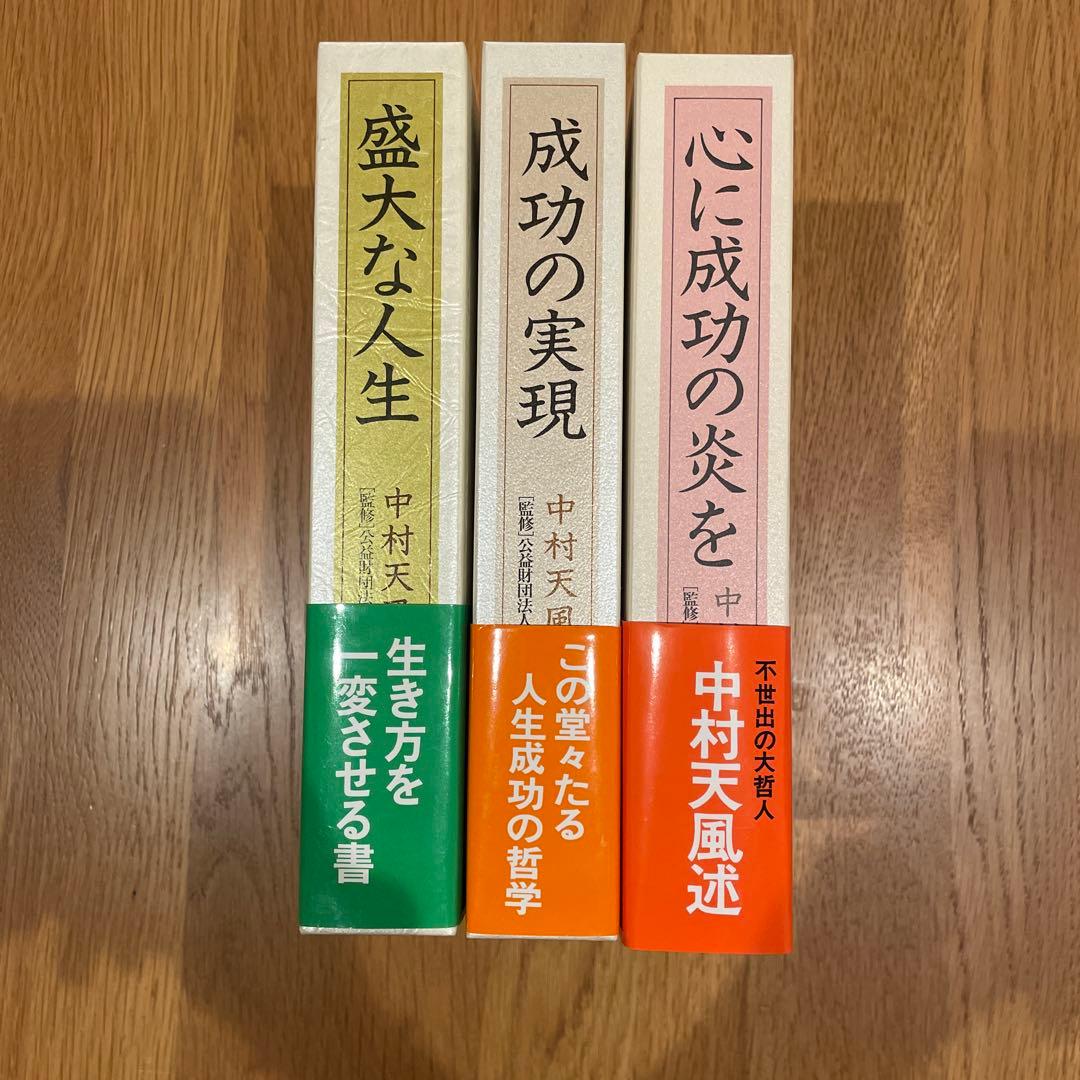 盛大な人生
中村天風
[監修]公益財団法
生き方を
一変させる書
成功の実現
中村天風
[監修]公益財団法人
この堂々たる
人生成功の哲学
心に成功の炎を
中
[監修
不世出の大哲人
中村天風述